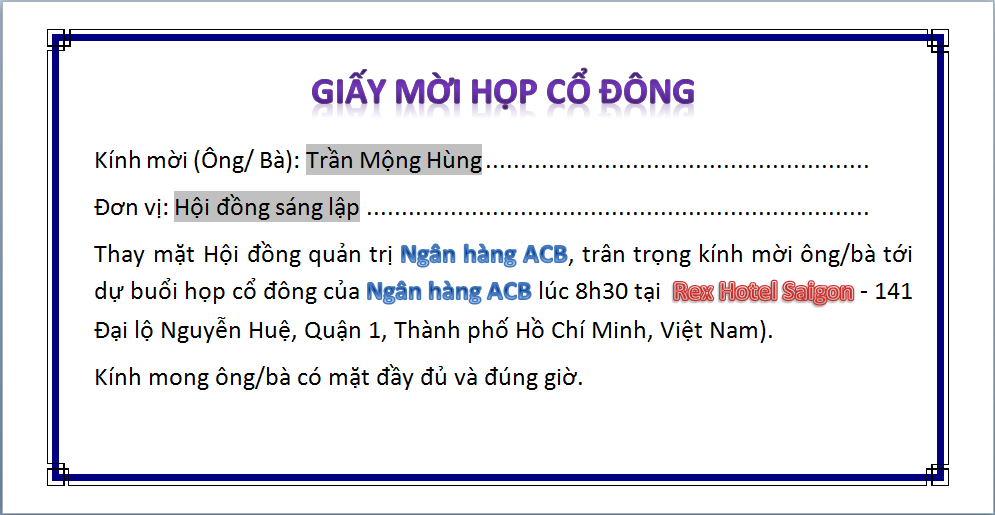 GIẤY MỜI HỌP CỔ ĐÔNG
Kính mời (Ông/ Bà): Trần Mộng Hùng.......................................................
Đơn vị: Hội đồng sáng lập ........................................................................
Thay mặt Hội đồng quản trị Ngân hàng ACB, trân trọng kính mời ông/bà tới
dự buổi họp cổ đông của Ngân hàng ACB lúc 8h30 tại Rex Hotel Saigon - 141
Đại lộ Nguyễn Huệ, Quận 1, Thành phố Hồ Chí Minh, Việt Nam).
Kính mong ông/bà có mặt đầy đủ và đúng giờ.